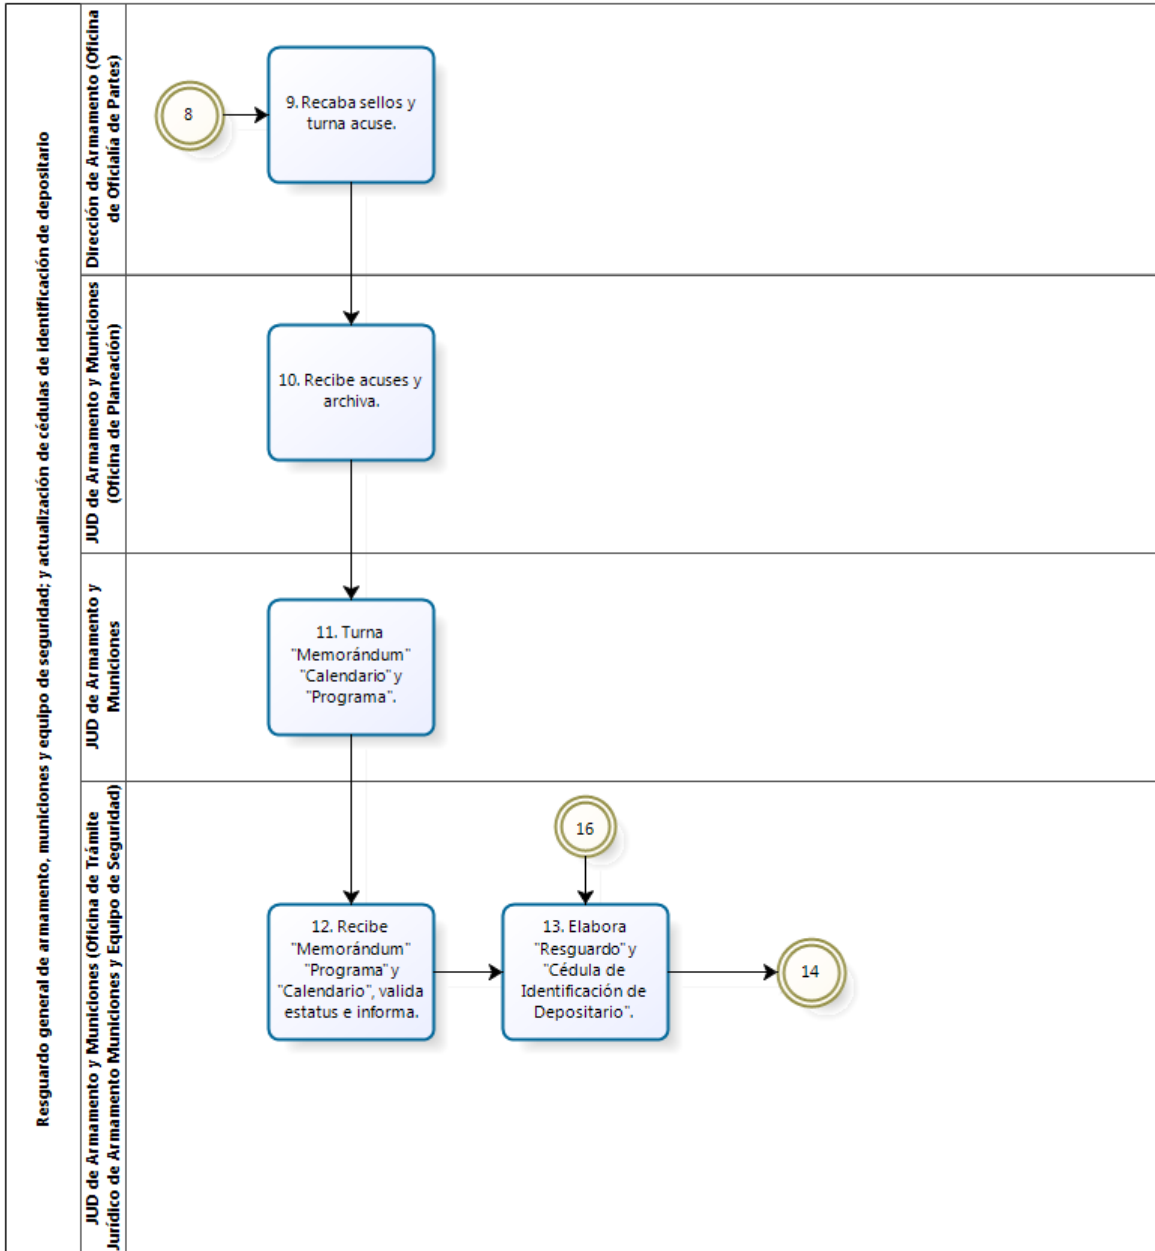 Resguardo general de armamento, municiones y equipo de seguridad; y actualización de cédulas de identificación de depositario
Dirección de Armamento (Oficina
de Oficialía de Partes)
8
9. Recaba sellos y
turna acuse.
JUD de Armamento y Municiones
(Oficina de Planeación)
10. Recibe acuses y
archiva.
JUD de Armamento y
Municiones
11. Turna
"Memorándum"
"Calendario" y
"Programa".
JUD de Armamento y Municiones (Oficina de Trámite
Jurídico de Armamento Municiones y Equipo de Seguridad)
12. Recibe
"Memorándum"
"Programa" y
"Calendario", valida
estatus e informa.
16
13. Elabora
"Resguardo" y
"Cédula de
Identificación de
Depositario".
14